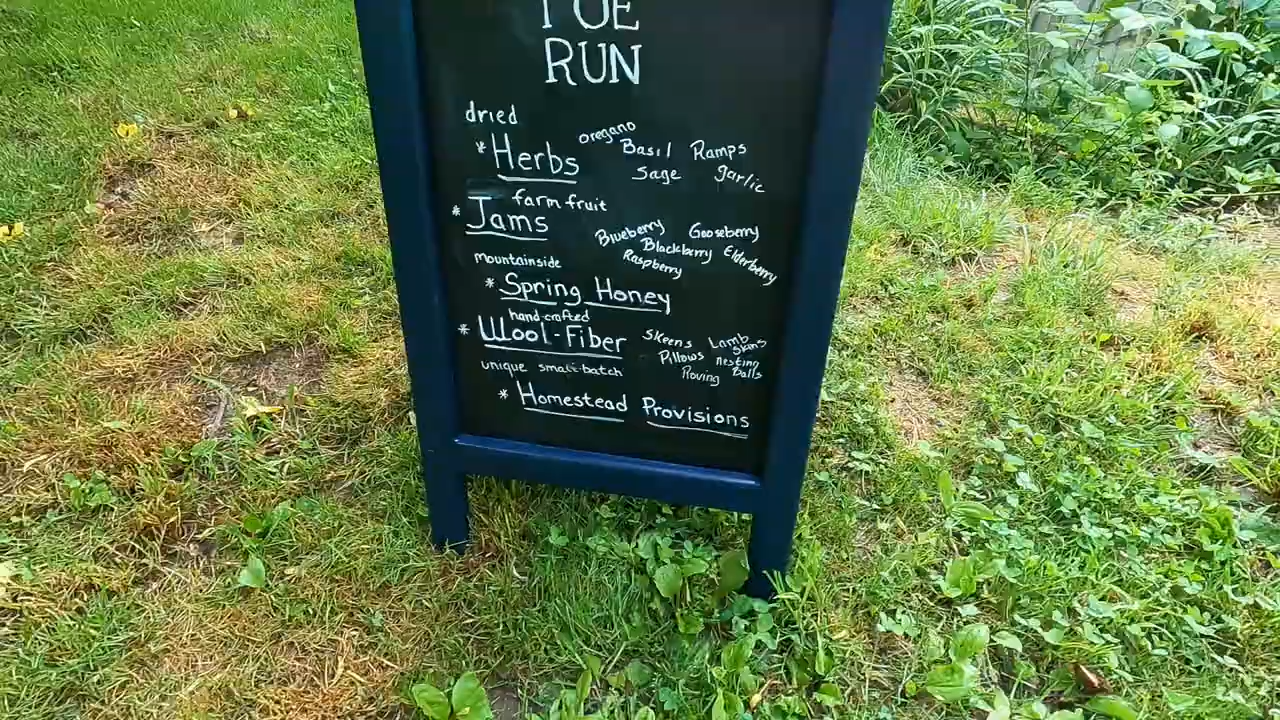 RUN
dried
* Herbs
oregano
Basil Ramps
Sage garlic
farm fruit
* Jams
Blueberry Gooseberry
Blackberry Elderberry
Raspberry
mountainside
* Spring Honey
hand-crafted
* Wool-Fiber
Skeens Lamb Skins
Pillows nesting balls
Roving
unique small-batch
* Homestead Provisions